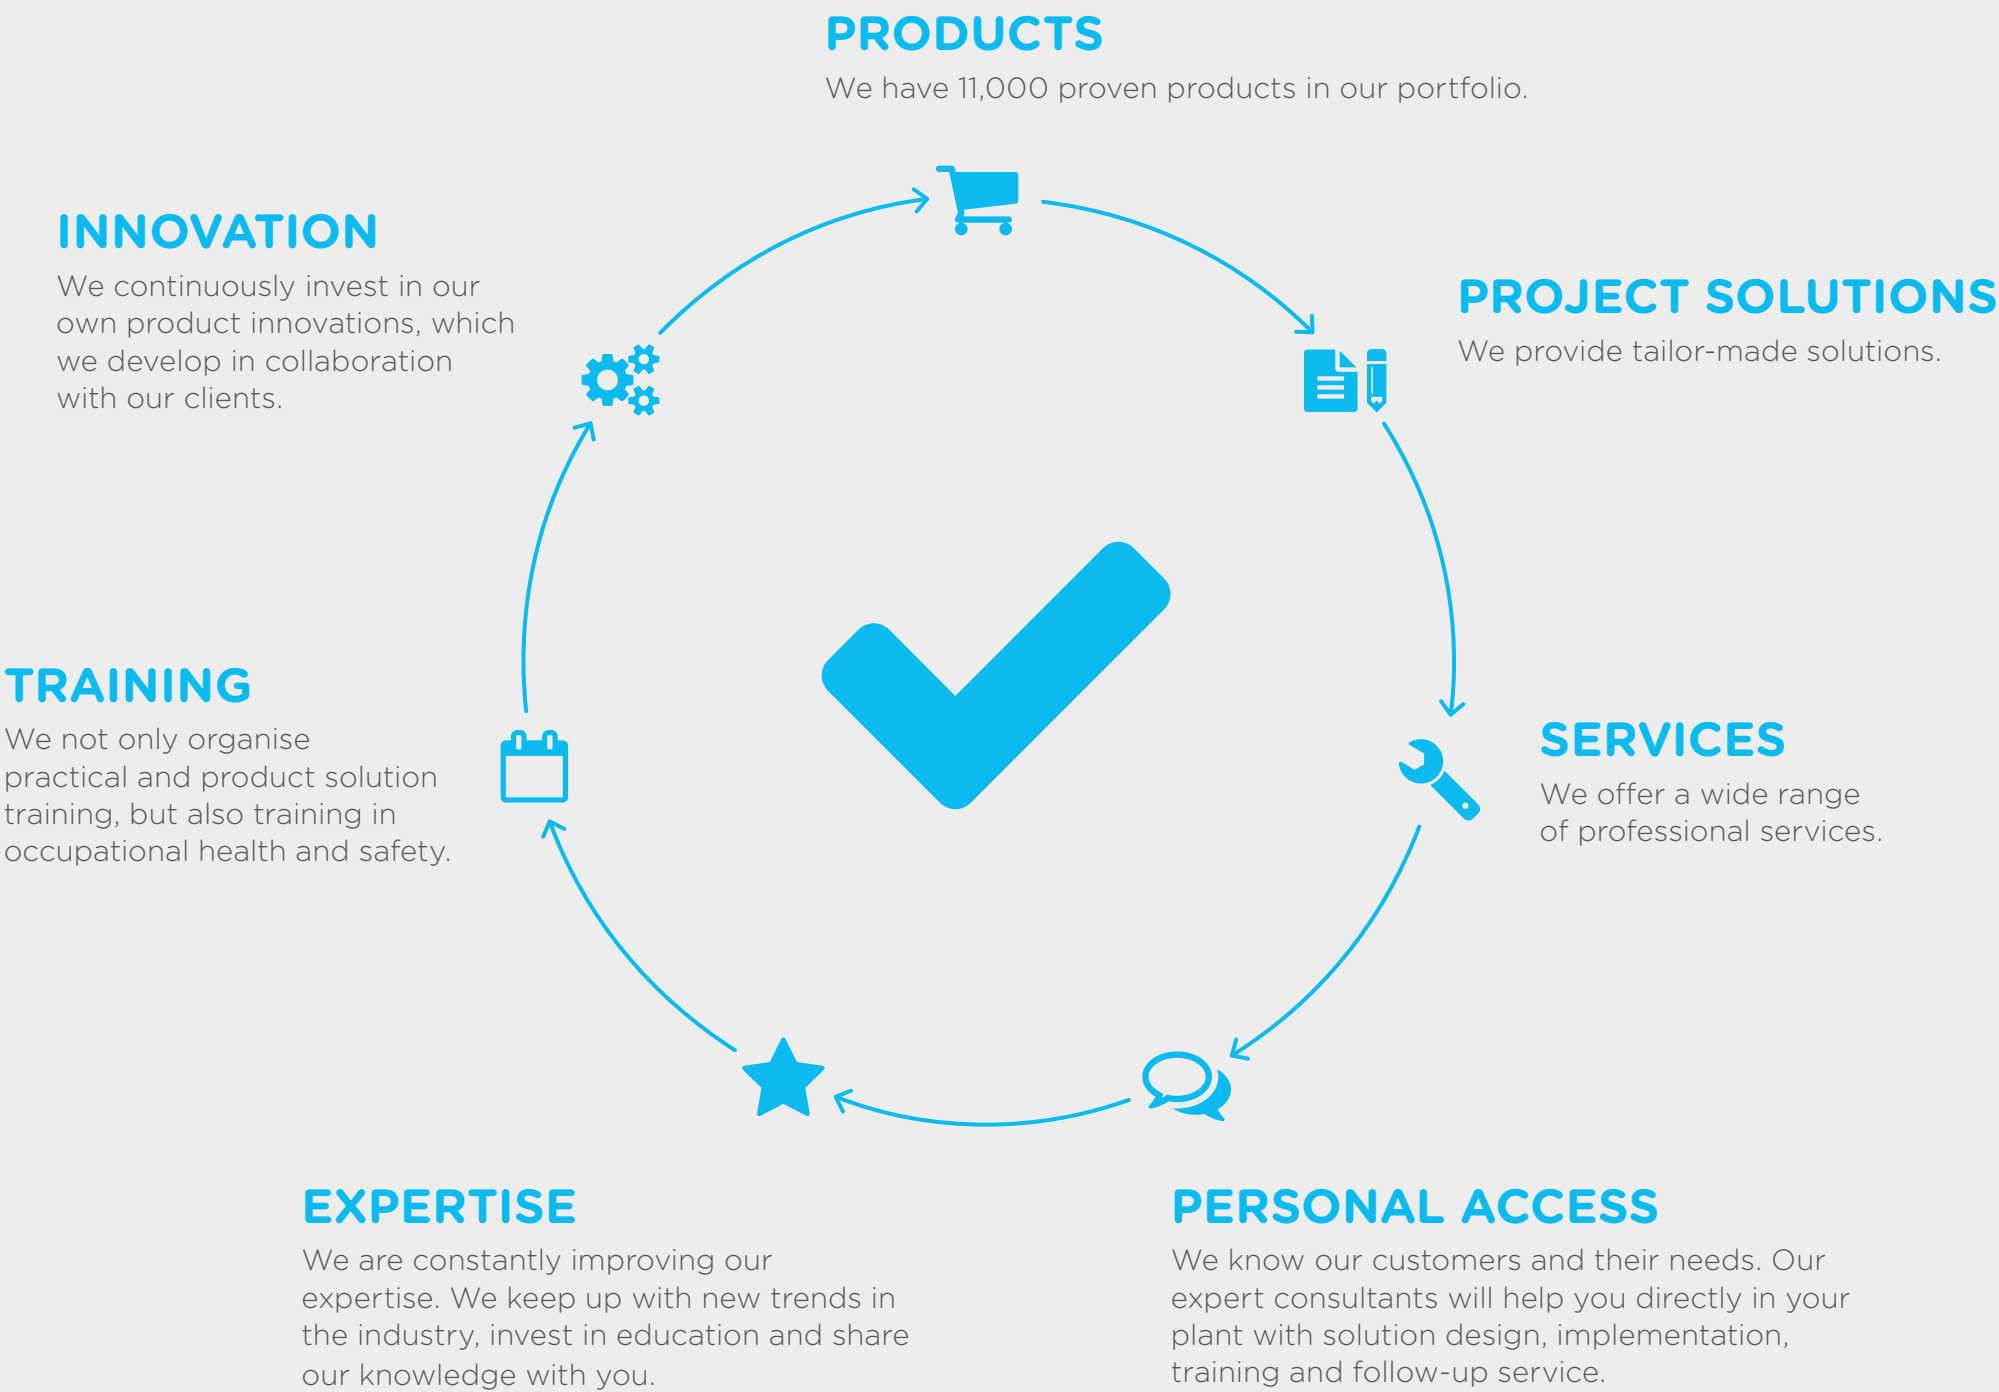 PRODUCTS
We have 11,000 proven products in our portfolio.
INNOVATION
We continuously invest in our
own product innovations, which
we develop in collaboration
with our clients.
PROJECT SOLUTIONS
We provide tailor-made solutions.
TRAINING
We not only organise
practical and product solution
training, but also training in
occupational health and safety.
SERVICES
We offer a wide range
of professional services.
EXPERTISE
We are constantly improving our
expertise. We keep up with new trends in
the industry, invest in education and share
our knowledge with you.
PERSONAL ACCESS
We know our customers and their needs. Our
expert consultants will help you directly in your
plant with solution design, implementation,
training and follow-up service.